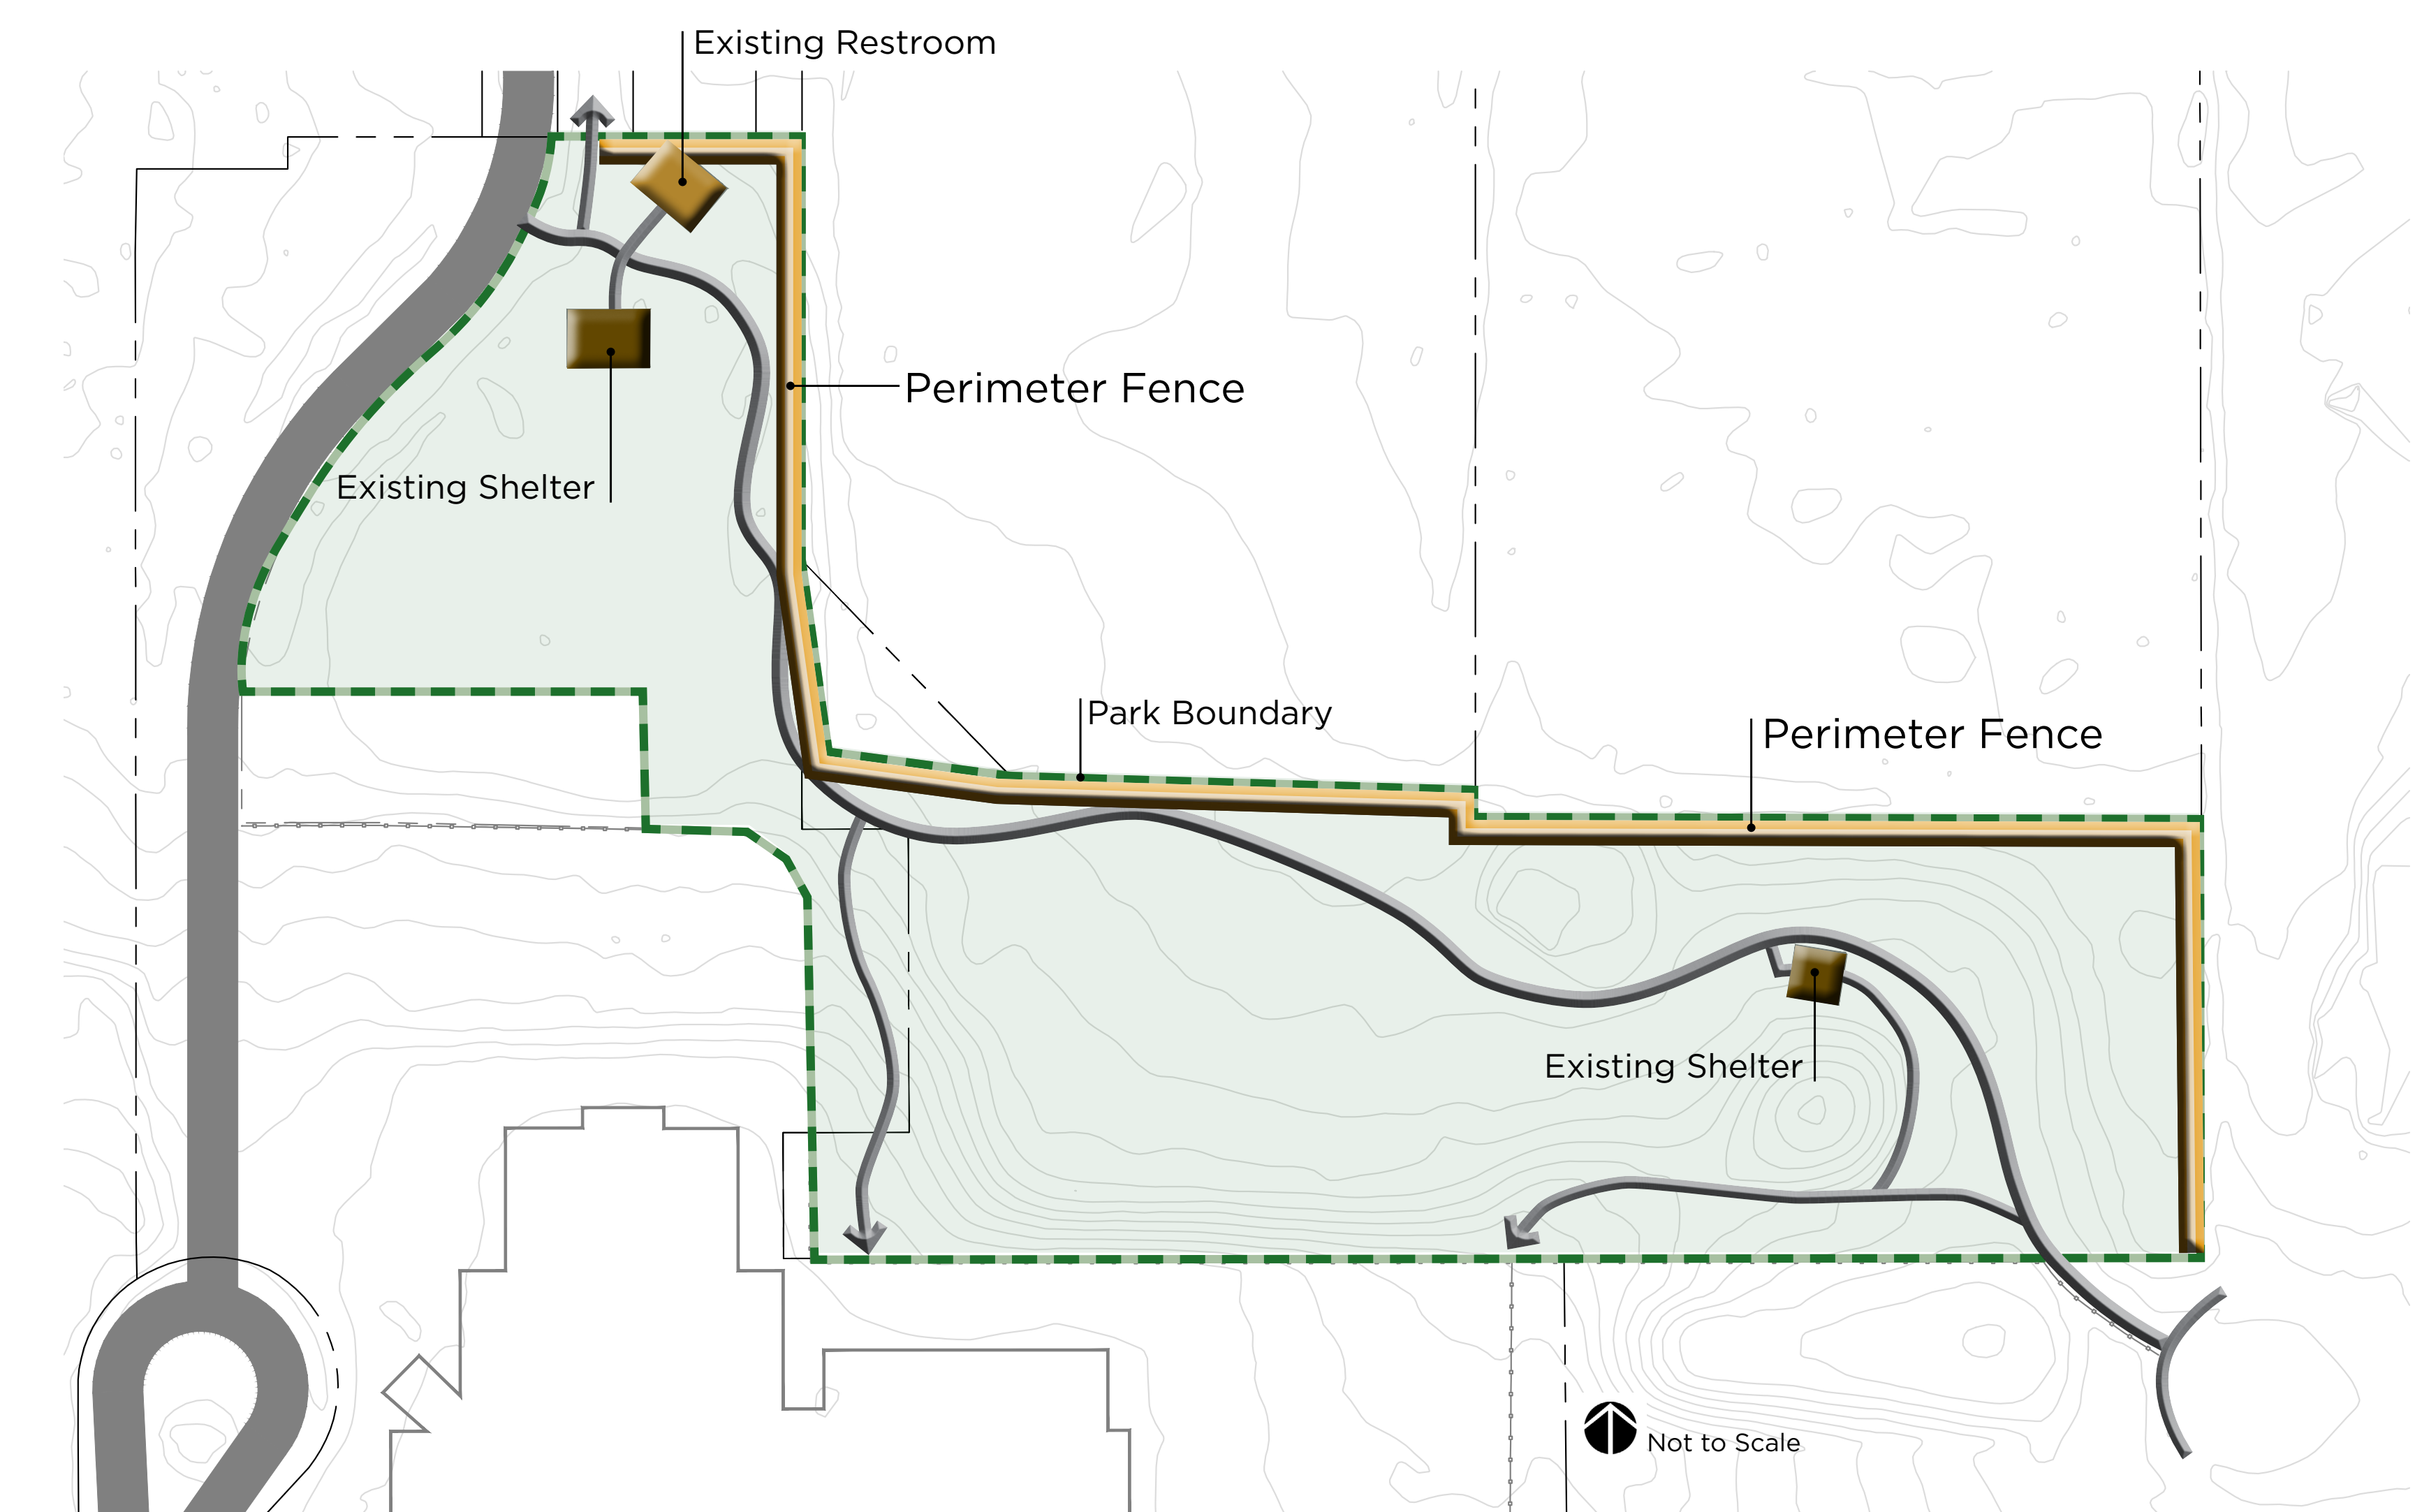 Existing Restroom
Perimeter Fence
Existing Shelter
Park Boundary
Perimeter Fence
Existing Shelter
Not to Scale